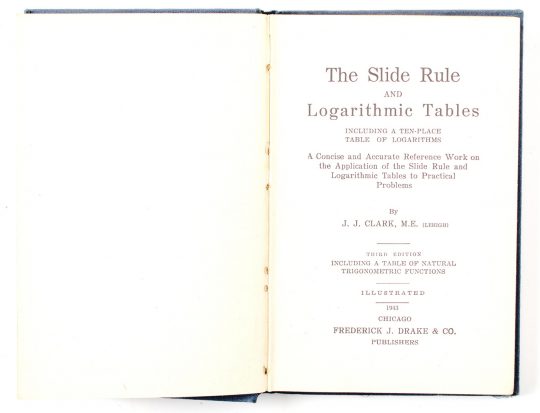 The Slide Rule
AND
Logarithmic Tables
INCLUDING A TEN-PLACE
TABLE OF LOGARITHMS
A Concise and Accurate Reference Work on
the Application of the Slide Rule and
Logarithmic Tables to Practical
Problems
By
J. J. CLARK, M.E. (LEHIGH)
THIRD EDITION
INCLUDING A TABLE OF NATURAL
TRIGGNOMETRIC FUNCTIONS
ILLUSTRATED
1943
CHICAGO
FREDERICK J. DRAKE & CO.
PUBLISHERS